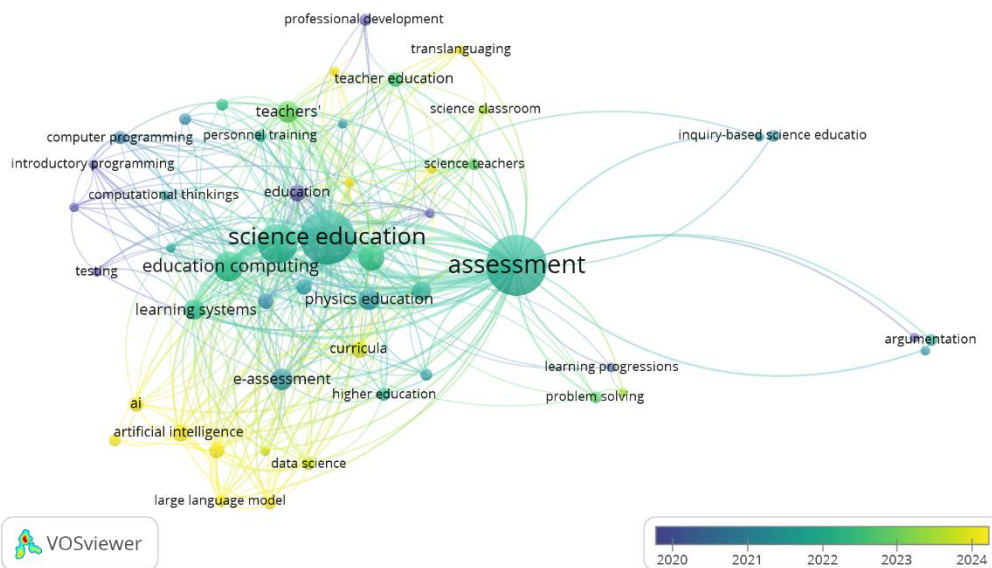 professional development
translanguaging
teacher education
teachers'
science classroom
computer programming
personnel training
inquiry-based science educatio
introductory programming
science teachers
computational thinkings
education
science education
assessment
education computing
testing
physics education
learning systems
argumentation
curricula
learning progressions
e-assessment
higher education
problem solving
ai
artificial intelligence
data science
large language model
VOSviewer
2020 2021 2022 2023 2024